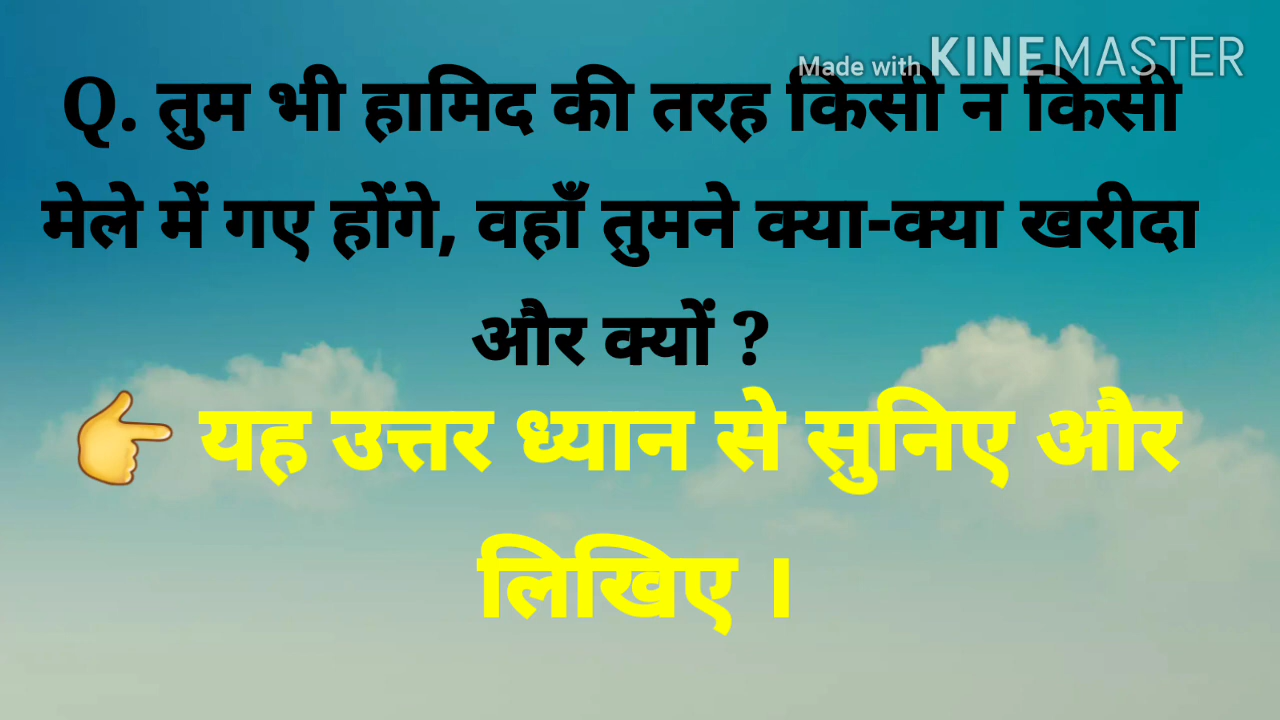 Made with KINEMASTER
Q. तुम भी हामिद की तरह किसी न किसी
मेले में गए होंगे, वहाँ तुमने क्या-क्या खरीदा
और क्यों ?
👉 यह उत्तर ध्यान से सुनिए और
लिखिए ।